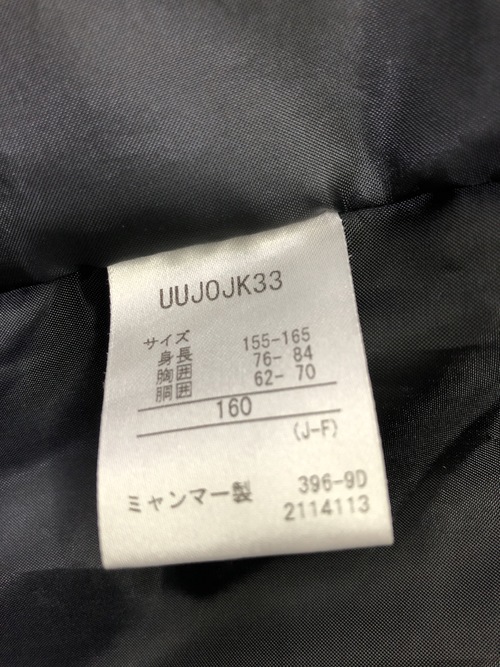 UUJOJK33
サイズ
身長 155-165
胸囲 76- 84
胴囲 62- 70
160
(J-F)
ミャンマー製 396-9D
2114113